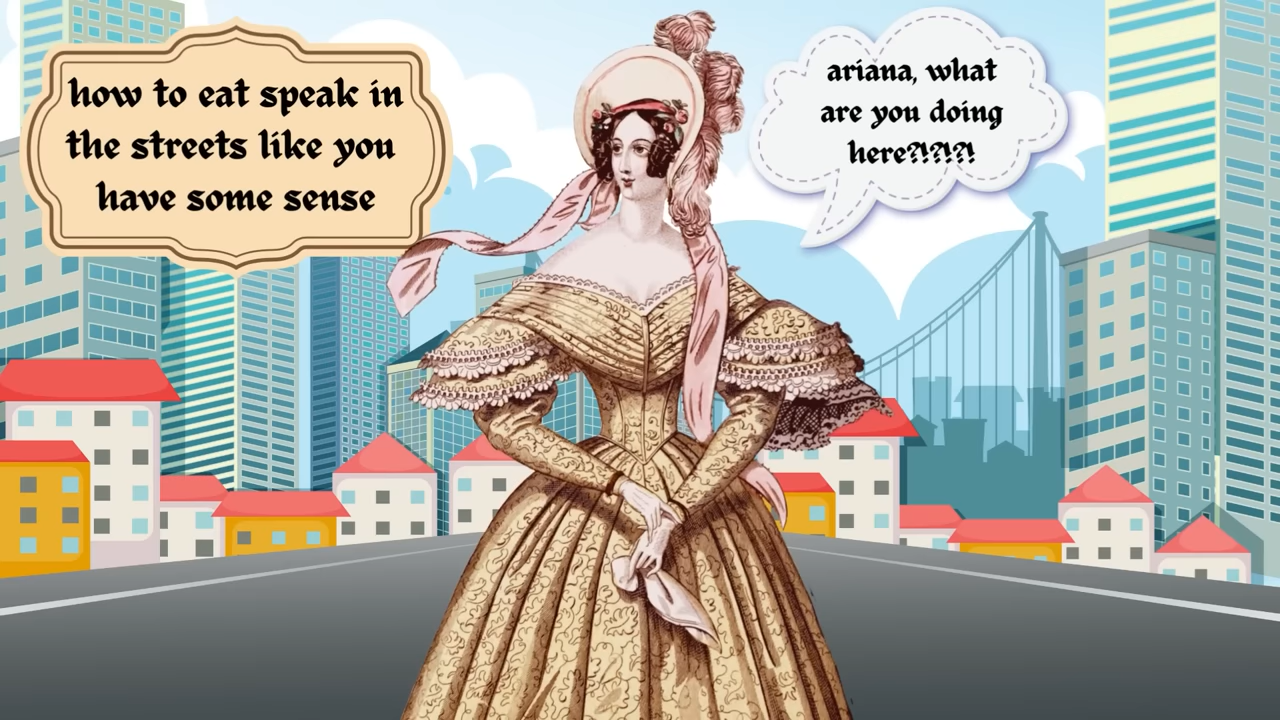 how to eat speak in
the streets like you
have some sense
ariana, what
are you doing
here?!?!?!